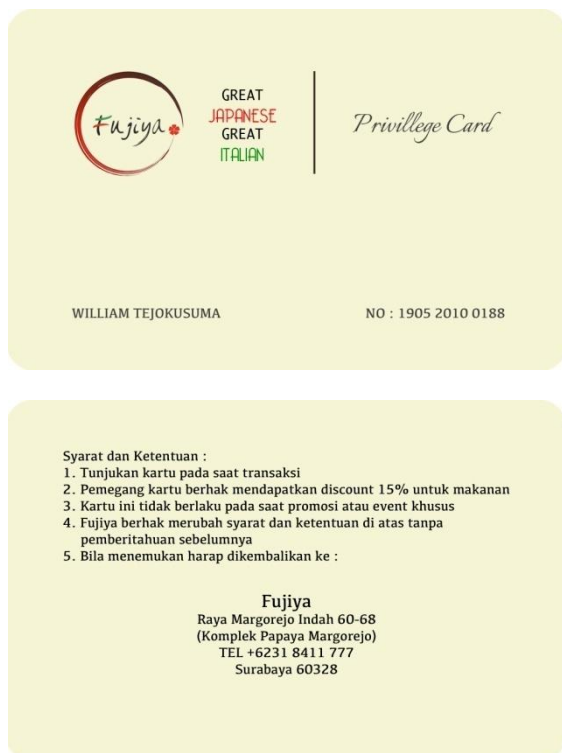 Fujiya
GREAT
JAPANESE
GREAT
ITALIAN
Privillege Card
WILLIAM TEJOKUSUMA
NO : 1905 2010 0188
Syarat dan Ketentuan :
1. Tunjukan kartu pada saat transaksi
2. Pemegang kartu berhak mendapatkan discount 15% untuk makanan
3. Kartu ini tidak berlaku pada saat promosi atau event khusus
4. Fujiya berhak merubah syarat dan ketentuan di atas tanpa
pemberitahuan sebelumnya
5. Bila menemukan harap dikembalikan ke :
Fujiya
Raya Margorejo Indah 60-68
(Komplek Papaya Margorejo)
TEL +6231 8411 777
Surabaya 60328